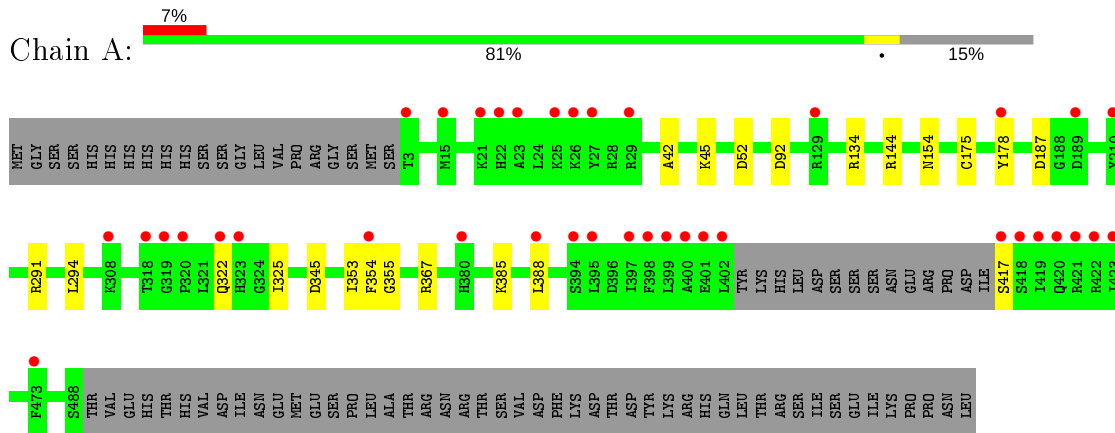 7%
Chain A:
81%
•
15%
MET GLY SER SER HIS HIS HIS HIS HIS HIS SER SER GLY LEU VAL PRO ARG GLY SER MET SER T3 M15 K21 H22 A23 L24 K25 K26 Y27 R28 R29 A42 K45 D52 D92 R129 R134 R144 N154 C175 Y178 D187 G188 D189
R291 L294 K308 T318 G319 P320 L321 Q322 H323 G324 I325 D345 I353 F354 G355 R367 H380 K385 L388 S394 L395 D396 I397 F398 L399 A400 E401 L402 TYR LYS HIS LEU ASP SER SER SER ASN GLU ARG PRO ASP ILE S417 S418 I419 Q420 R421 R422
F473 S488 THR VAL GLU HIS THR HIS VAL ASP ILE ASN GLU MET GLU SER PRO LEU ALA THR ARG ASN ARG THR SER VAL ASP PHE LYS ASP THR ASP TYR LYS ARG HIS GLN LEU THR ARG SER ILE SER GLU ILE LYS PRO PRO ASN LEU